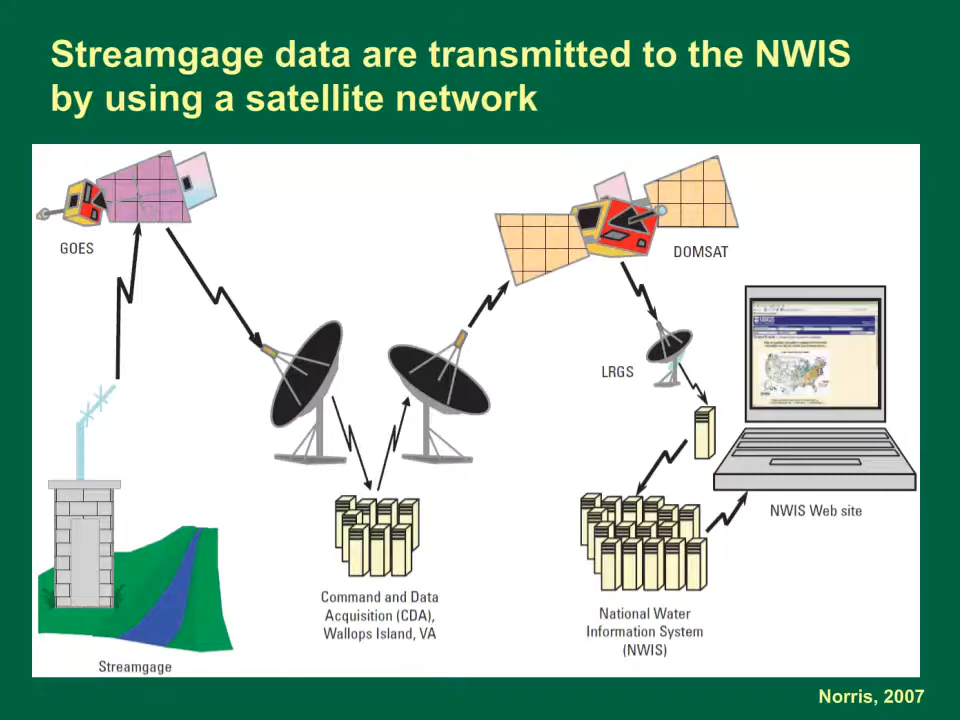 Streamgage data are transmitted to the NWIS
by using a satellite network
GOES
DOMSAT
LRGS
NWIS Web site
Command and Data
Acquisition (CDA),
Wallops Island, VA
National Water
Information System
(NWIS)
Streamgage
Norris, 2007